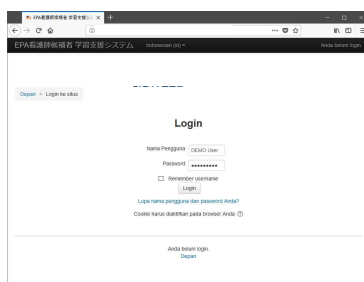 EPA看護師候補者 学習支援シス
EPA看護師候補者 学習支援システム Indonesian (id)
Anda belum login
Depan
Login ke situs
Login
Nama Pengguna DEMO User
Password •••••••••
Remember username
Login
Lupa nama pengguna dan password Anda?
Cookie harus diaktifkan pada browser Anda
Anda belum login.
Depan